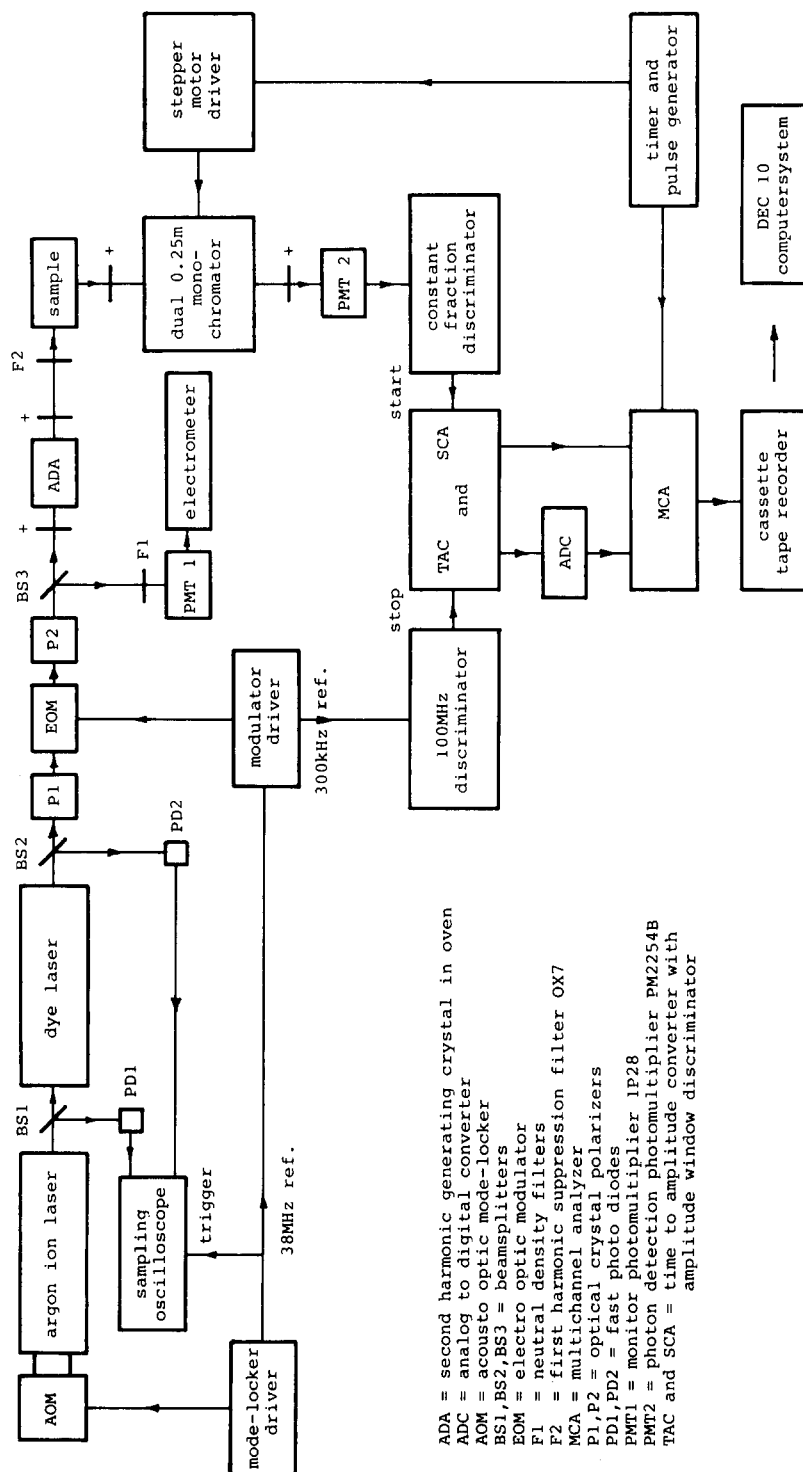 AOM
argon ion laser
BS1
dye laser
BS2
P1
EOM
P2
BS3
+
ADA
+
F2
sample
+
dual 0.25m
mono-
chromator
+
stepper
motor
driver
PD1
PD2
F1
PMT 1
electrometer
PMT 2
sampling
oscilloscope
trigger
38MHz ref.
mode-locker
driver
modulator
driver
300kHz ref.
100MHz
discriminator
stop
TAC and SCA
start
constant
fraction
discriminator
ADC
MCA
timer and
pulse generator
cassette
tape recorder
DEC 10
computersystem
ADA = second harmonic generating crystal in oven
ADC = analog to digital converter
AOM = acousto optic mode-locker
BS1,BS2,BS3 = beamsplitters
EOM = electro optic modulator
F1 = neutral density filters
F2 = first harmonic suppression filter OX7
MCA = multichannel analyzer
P1,P2 = optical crystal polarizers
PD1,PD2 = fast photo diodes
PMT1 = monitor photomultiplier 1P28
PMT2 = photon detection photomultiplier PM2254B
TAC and SCA = time to amplitude converter with
amplitude window discriminator